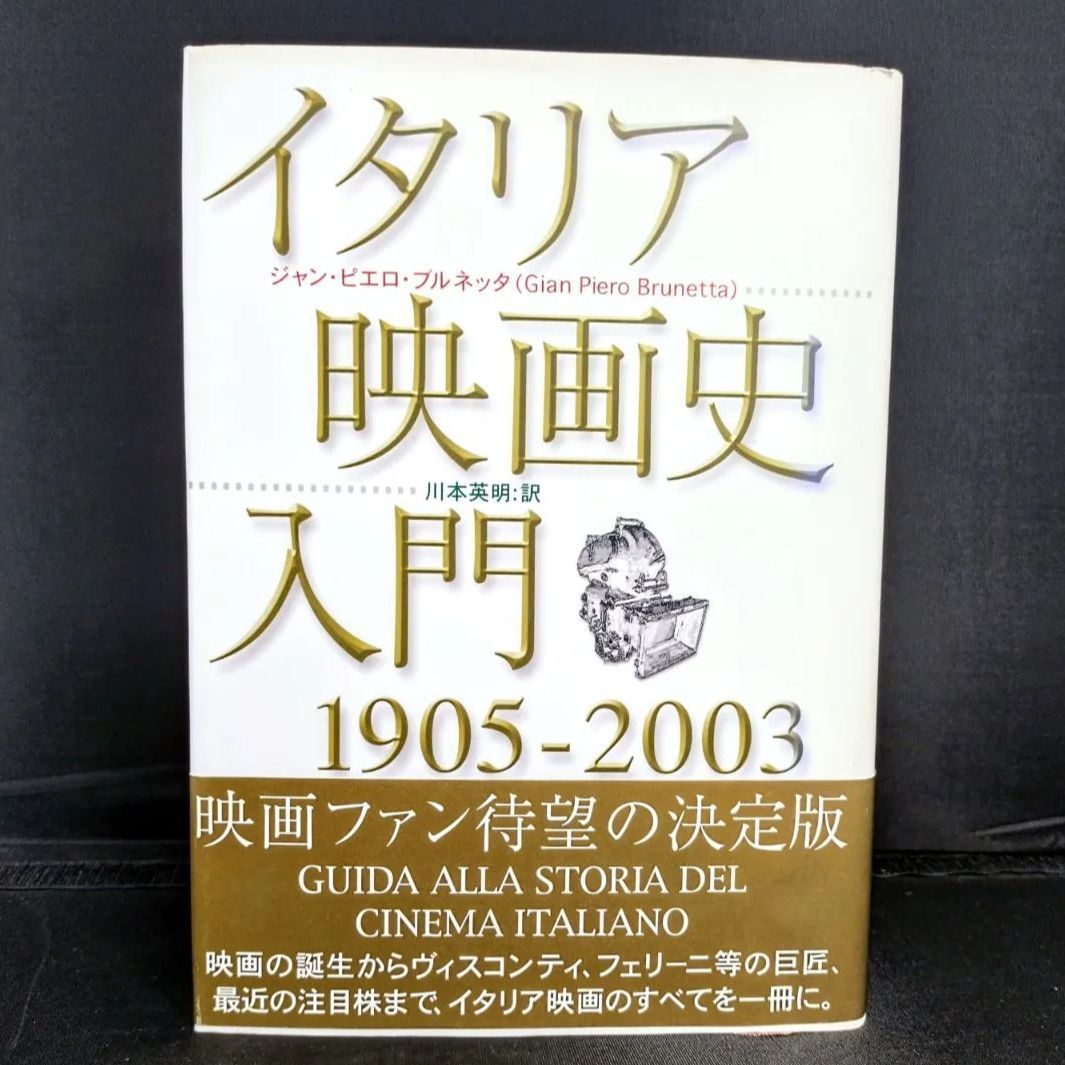 イタリア
ジャン・ピエロ・ブルネッタ(Gian Piero Brunetta)
映画史
川本英明:訳
入門
1905-2003
映画ファン待望の決定版
GUIDA ALLA STORIA DEL
CINEMA ITALIANO
映画の誕生からヴィスコンティ、フェリーニ等の巨匠、
最近の注目株まで、イタリア映画のすべてを一冊に。